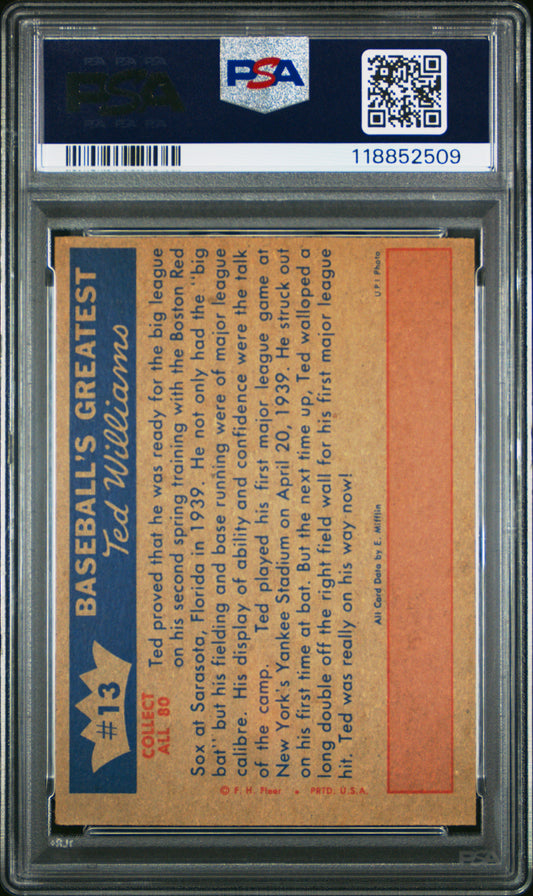 PSA
PSA
118852509
#13
BASEBALL'S GREATEST
Ted Williams
COLLECT
ALL 80
Ted proved that he was ready for the big league
on his second spring training with the Boston Red
Sox at Sarasota, Florida in 1939. He not only had the "big
bat" but his fielding and base running were of major league
calibre. His display of ability and confidence were the talk
of the camp. Ted played his first major league game at
New York's Yankee Stadium on April 20, 1939. He struck out
on his first time at bat. But the next time up, Ted walloped a
long double off the right field wall for his first major league
hit. Ted was really on his way now!
All Card Data by E. Mifflin
UPI Photo
© F. H. Fleer • PRTD. U.S.A.
PSA